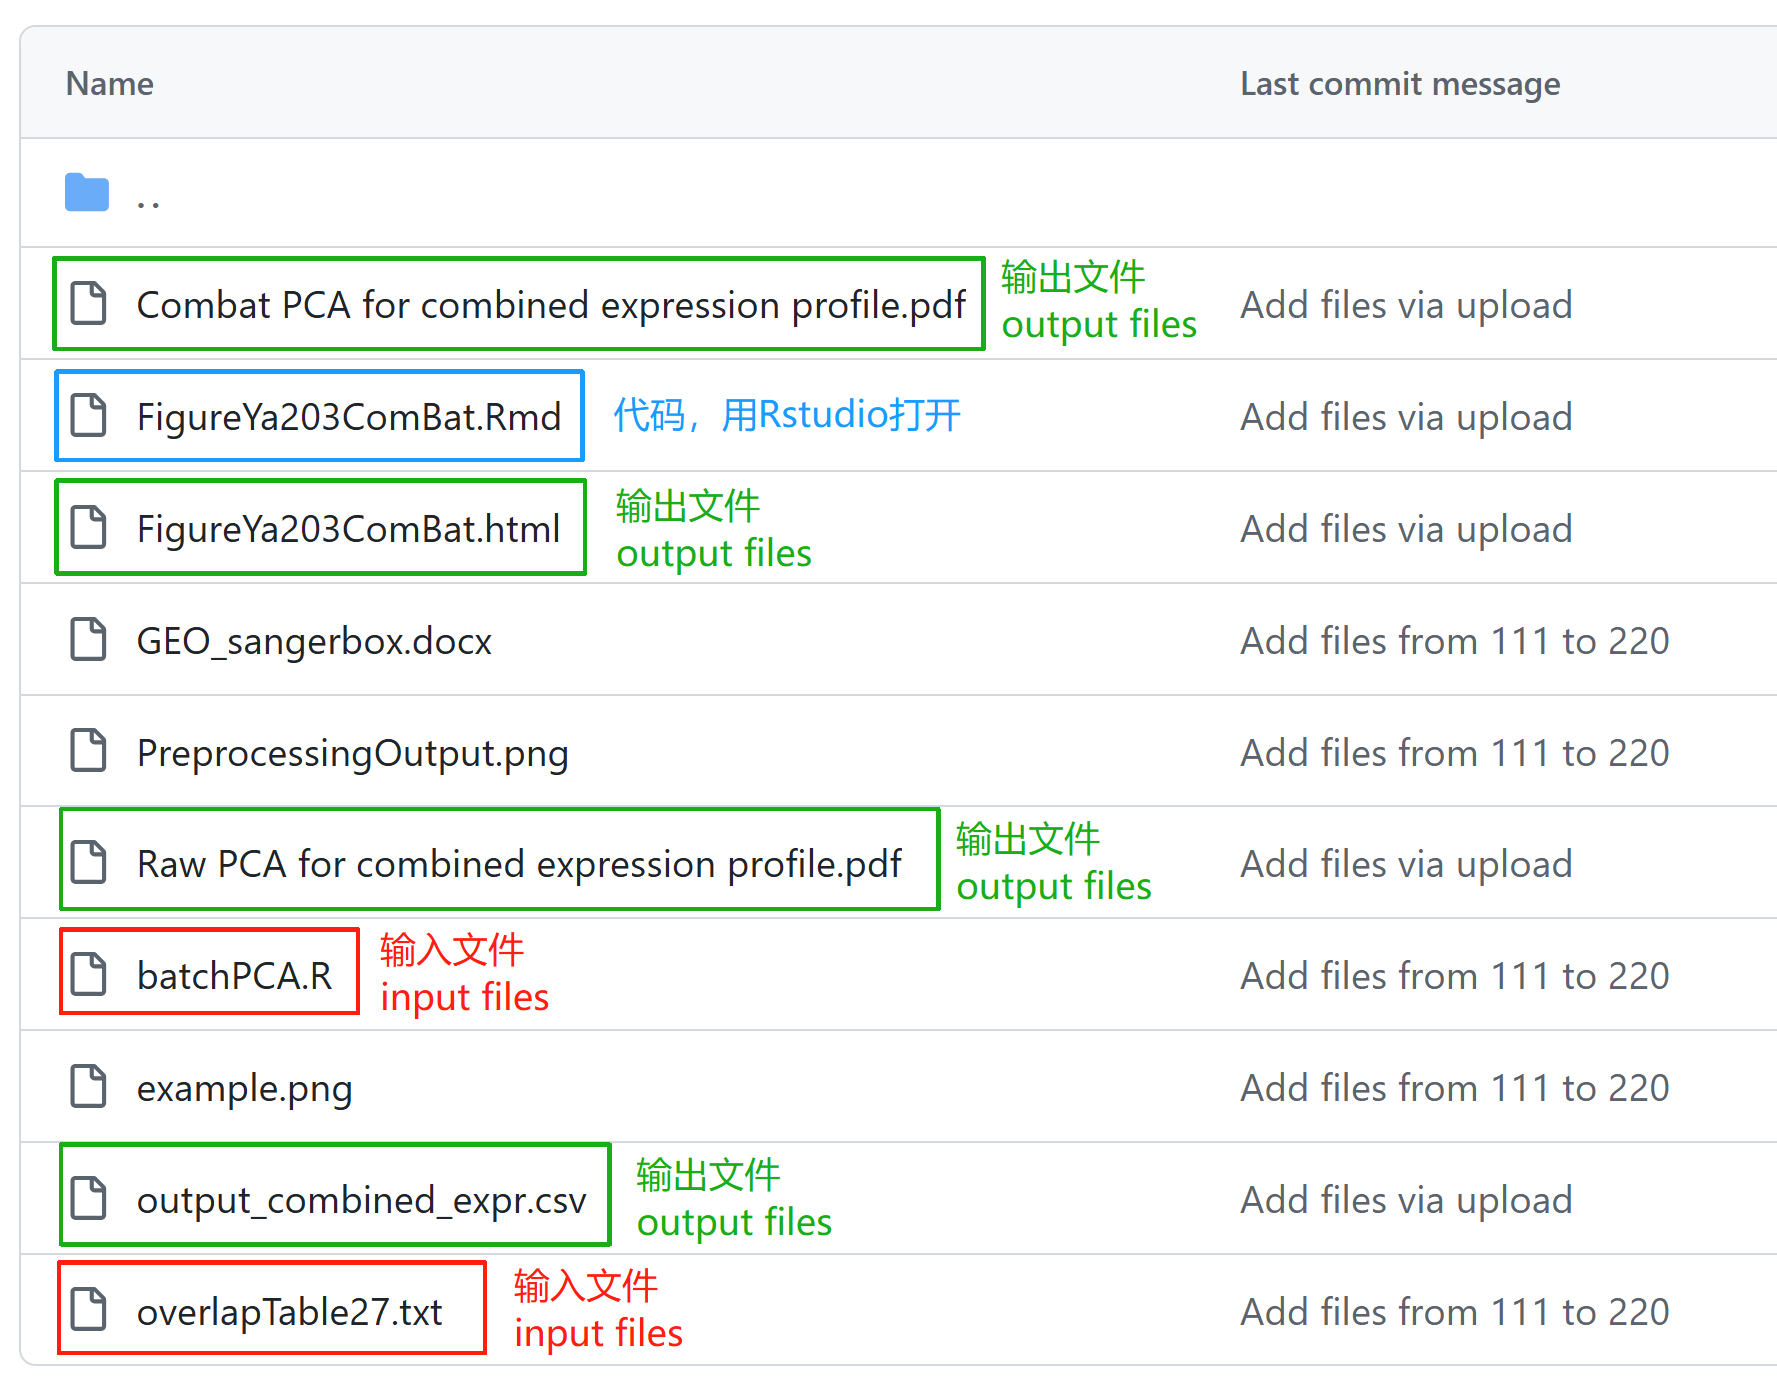 Name
Last commit message
..
Combat PCA for combined expression profile.pdf
输出文件
output files
Add files via upload
FigureYa203ComBat.Rmd
代码，用Rstudio打开
Add files via upload
FigureYa203ComBat.html
输出文件
output files
Add files via upload
GEO_sangerbox.docx
Add files from 111 to 220
PreprocessingOutput.png
Add files from 111 to 220
Raw PCA for combined expression profile.pdf
输出文件
output files
Add files via upload
batchPCA.R
输入文件
input files
Add files from 111 to 220
example.png
Add files from 111 to 220
output_combined_expr.csv
输出文件
output files
Add files via upload
overlapTable27.txt
输入文件
input files
Add files from 111 to 220